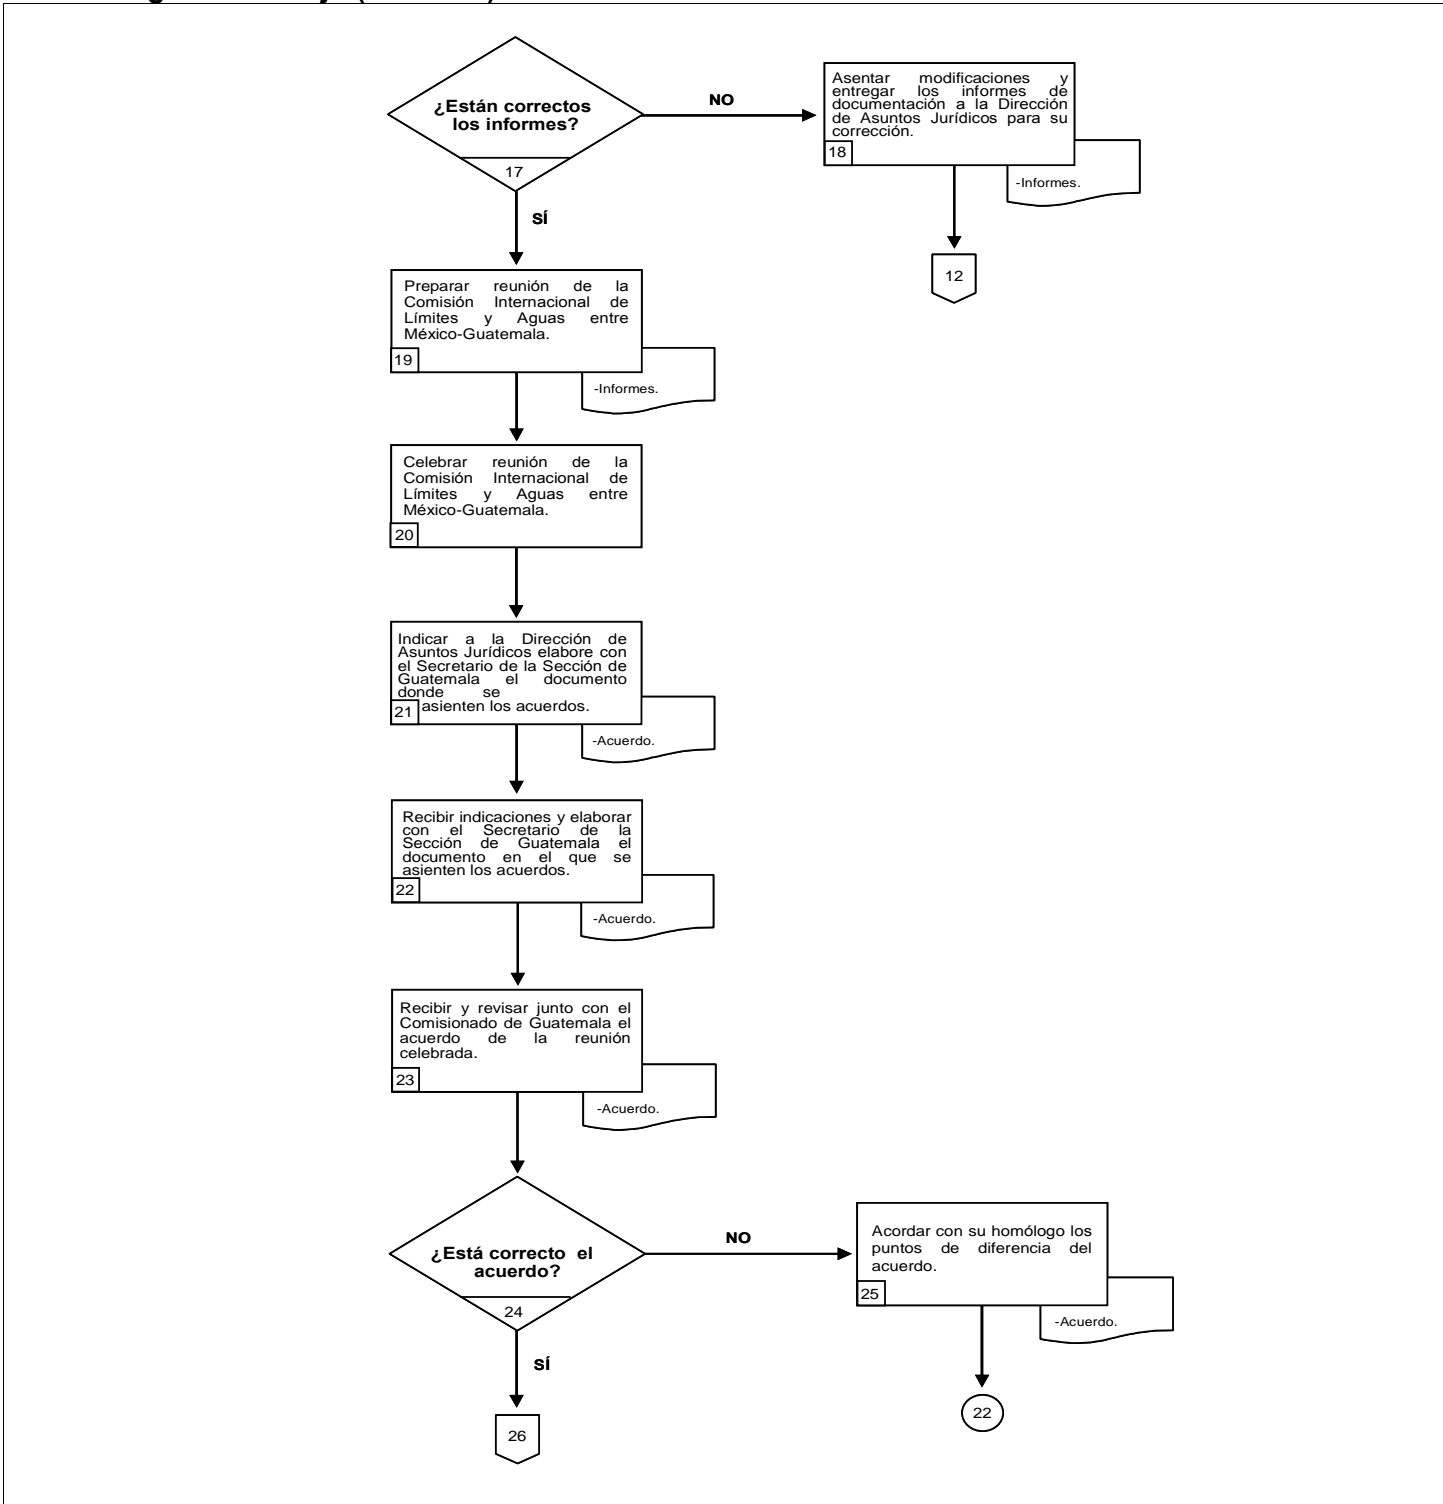 ¿Están correctos
los informes?
17
NO
Asentar modificaciones y
entregar los informes de
documentación a la Dirección
de Asuntos Jurídicos para su
corrección.
18
-Informes.
12
SÍ
Preparar reunión de la
Comisión Internacional de
Límites y Aguas entre
México-Guatemala.
19
-Informes.
Celebrar reunión de la
Comisión Internacional de
Límites y Aguas entre
México-Guatemala.
20
Indicar a la Dirección de
Asuntos Jurídicos elabore con
el Secretario de la Sección de
Guatemala el documento
donde se
asienten los acuerdos.
21
-Acuerdo.
Recibir indicaciones y elaborar
con el Secretario de la
Sección de Guatemala el
documento en el que se
asienten los acuerdos.
22
-Acuerdo.
Recibir y revisar junto con el
Comisionado de Guatemala el
acuerdo de la reunión
celebrada.
23
-Acuerdo.
¿Está correcto el
acuerdo?
24
NO
Acordar con su homólogo los
puntos de diferencia del
acuerdo.
25
-Acuerdo.
22
SÍ
26